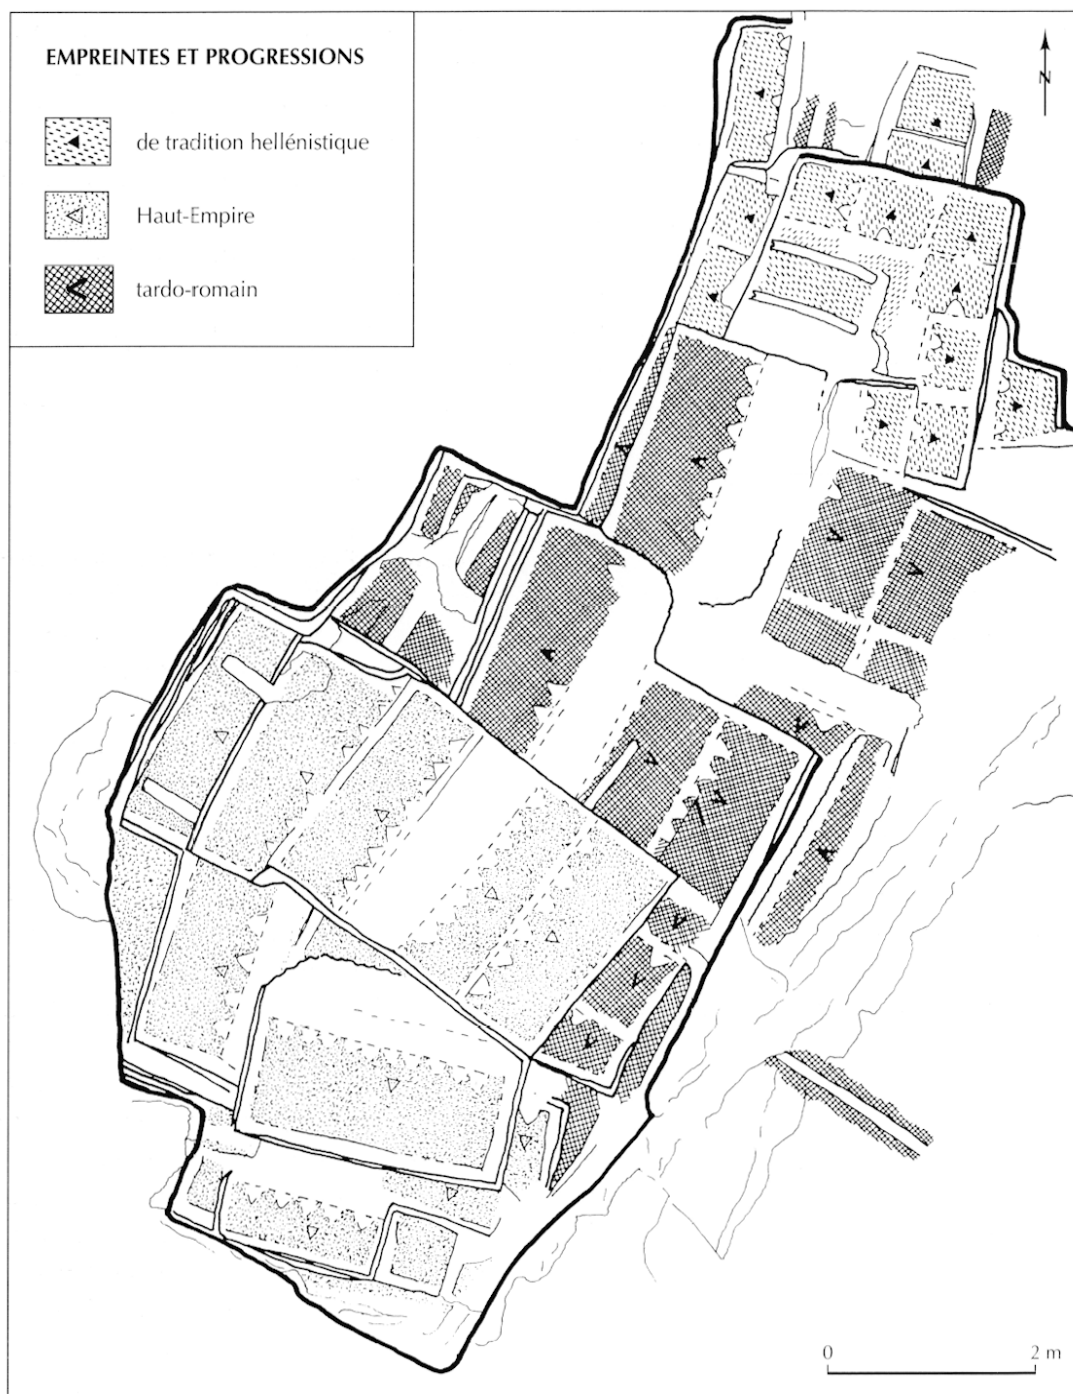 EMPREINTES ET PROGRESSIONS
de tradition hellénistique
Haut-Empire
tardo-romain
N
0 2 m